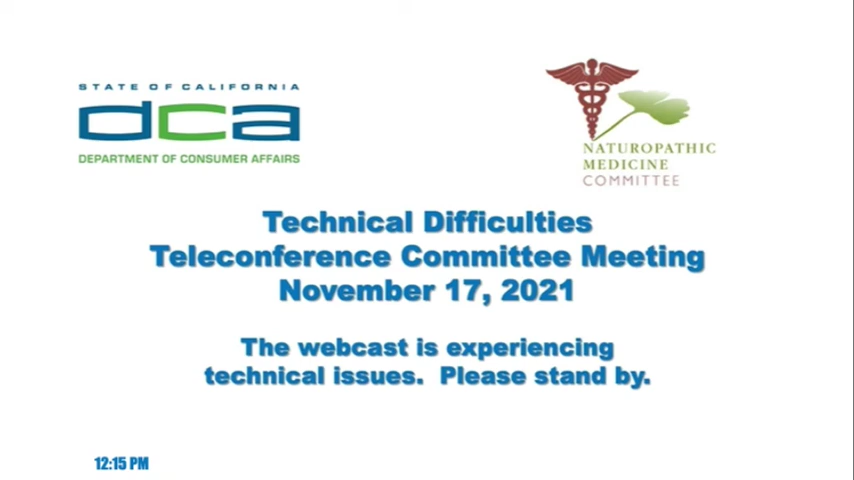 STATE OF CALIFORNIA
dca
DEPARTMENT OF CONSUMER AFFAIRS
NATUROPATHIC
MEDICINE
COMMITTEE
Technical Difficulties
Teleconference Committee Meeting
November 17, 2021
The webcast is experiencing
technical issues.  Please stand by.
12:15 PM